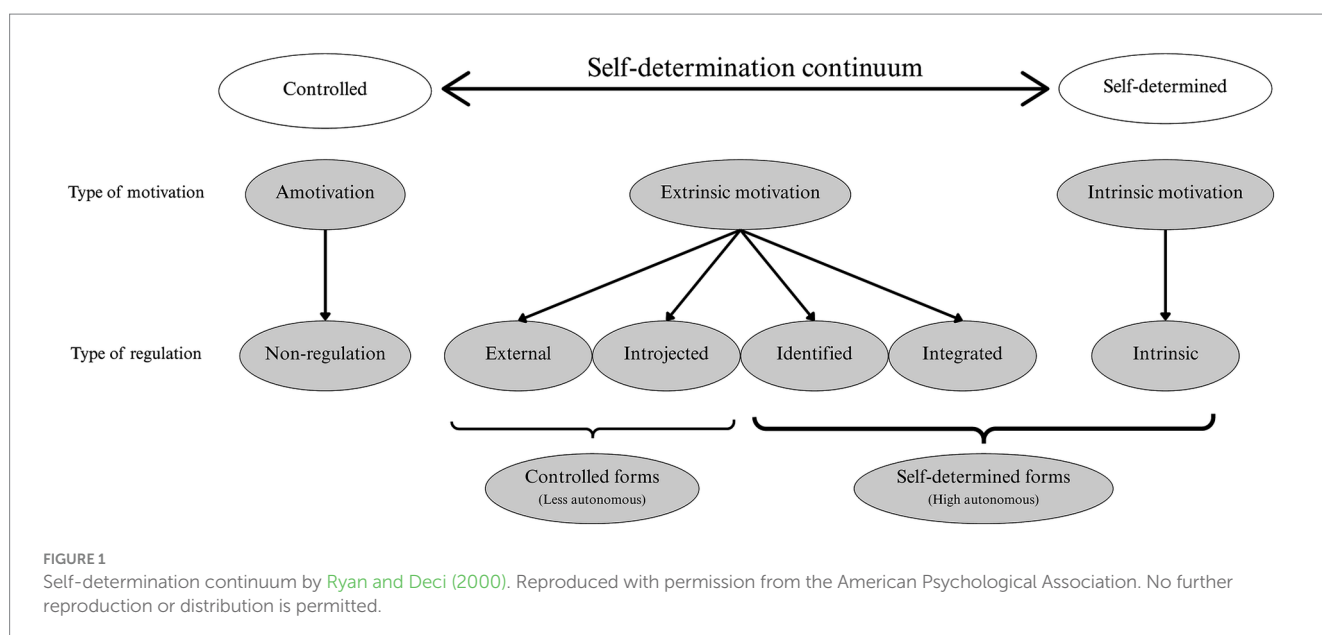 Controlled
Self-determination continuum
Self-determined
Type of motivation
Amotivation
Extrinsic motivation
Intrinsic motivation
Type of regulation
Non-regulation
External
Introjected
Identified
Integrated
Intrinsic
Controlled forms
(Less autonomous)
Self-determined forms
(High autonomous)
FIGURE 1
Self-determination continuum by Ryan and Deci (2000). Reproduced with permission from the American Psychological Association. No further
reproduction or distribution is permitted.